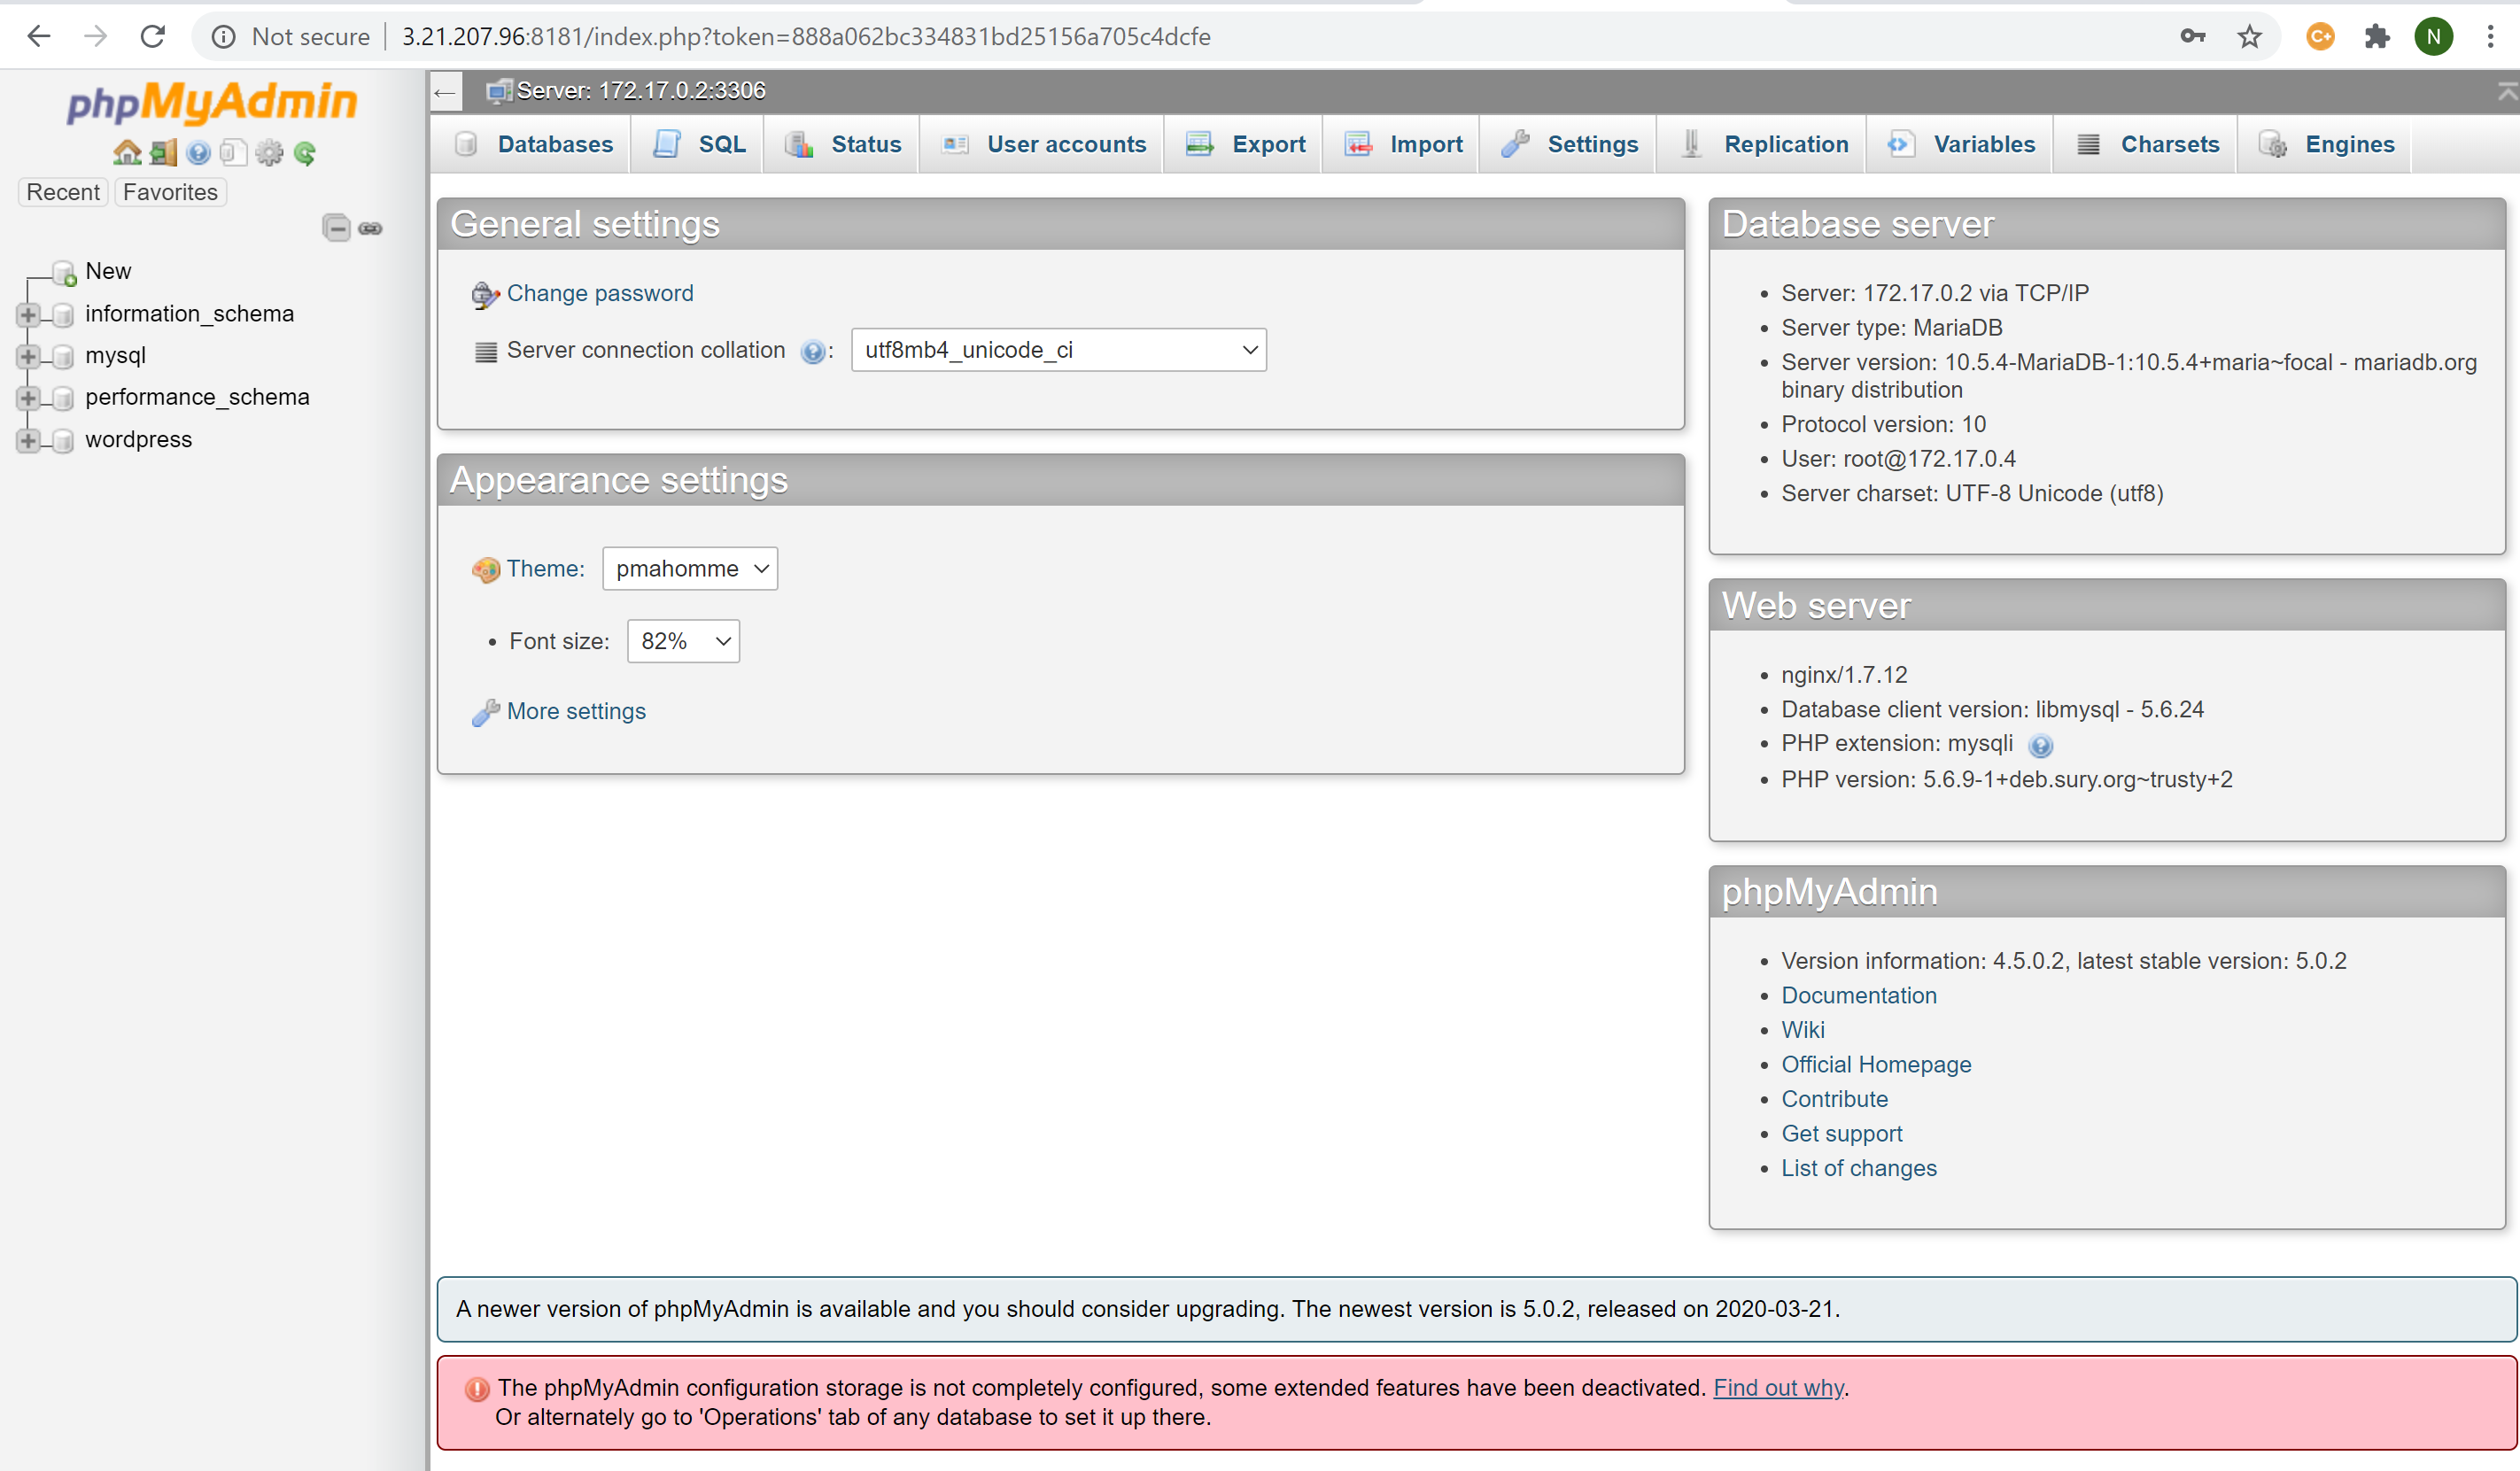 Not secure 3.21.207.96:8181/index.php?token=888a062bc334831bd25156a705c4dcfe
C+
N
phpMyAdmin
Recent Favorites
New
information_schema
mysql
performance_schema
wordpress
Server: 172.17.0.2:3306
Databases SQL Status User accounts Export Import Settings Replication Variables Charsets Engines
General settings
Change password
Server connection collation : utf8mb4_unicode_ci
Appearance settings
Theme: pmahomme
Font size: 82%
More settings
Database server
Server: 172.17.0.2 via TCP/IP
Server type: MariaDB
Server version: 10.5.4-MariaDB-1:10.5.4+maria~focal - mariadb.org
binary distribution
Protocol version: 10
User: root@172.17.0.4
Server charset: UTF-8 Unicode (utf8)
Web server
nginx/1.7.12
Database client version: libmysql - 5.6.24
PHP extension: mysqli
PHP version: 5.6.9-1+deb.sury.org~trusty+2
phpMyAdmin
Version information: 4.5.0.2, latest stable version: 5.0.2
Documentation
Wiki
Official Homepage
Contribute
Get support
List of changes
A newer version of phpMyAdmin is available and you should consider upgrading. The newest version is 5.0.2, released on 2020-03-21.
The phpMyAdmin configuration storage is not completely configured, some extended features have been deactivated. Find out why.
Or alternately go to 'Operations' tab of any database to set it up there.